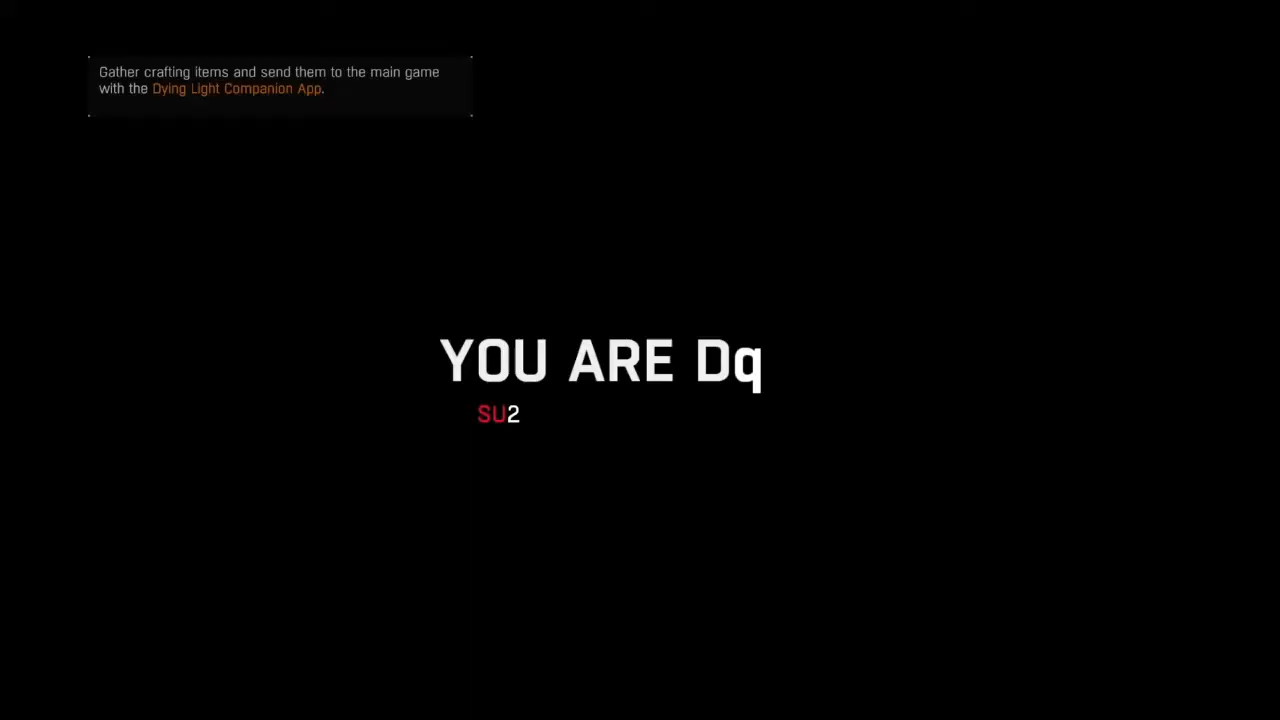 Gather crafting items and send them to the main game
with the Dying Light Companion App.
YOU ARE Dq
SU2